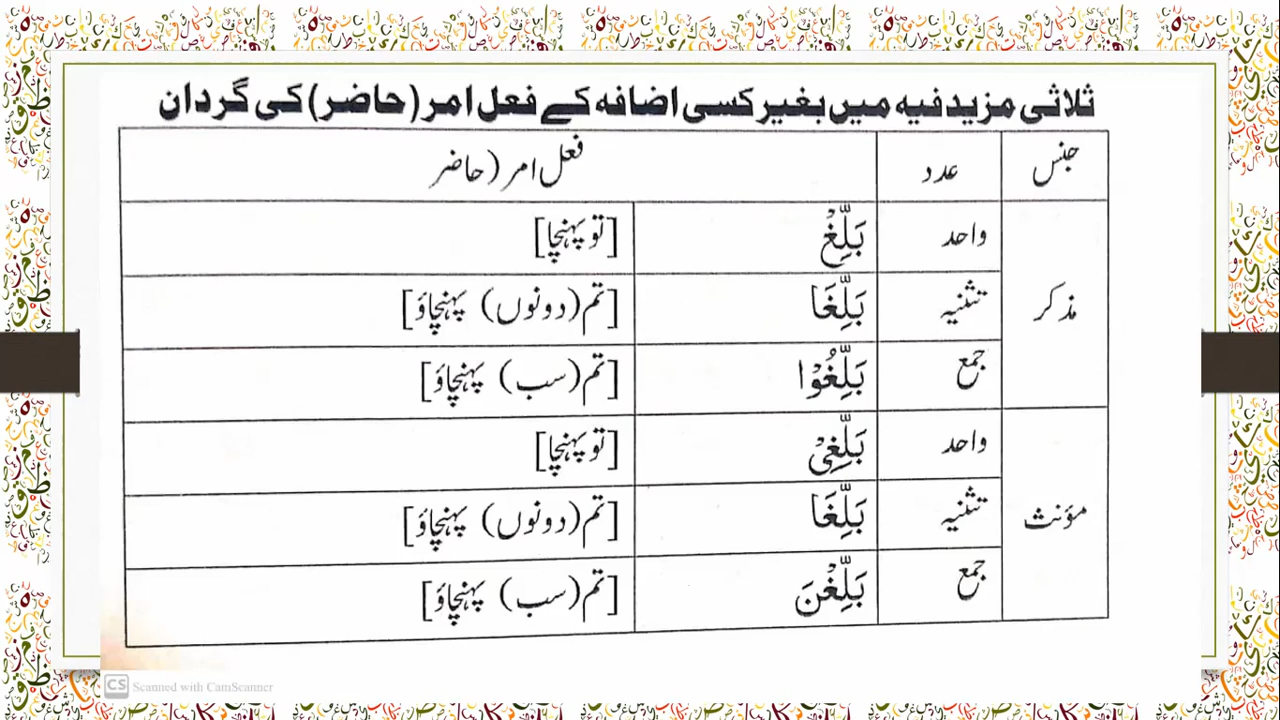 ثلاثی مزید فیہ میں بغیر کسی اضافہ کے فعل امر (حاضر) کی گردان
جنس عدد فعل امر (حاضر
مذکر واحد بَلِّغْ [تو پہنچا]
تثنیہ بَلِّغَا [تم (دونوں) پہنچاؤ]
جمع بَلِّغُوْا [تم (سب) پہنچاؤ]
مؤنث واحد بَلِّغِیْ [تو پہنچا]
تثنیہ بَلِّغَا [تم (دونوں) پہنچاؤ]
جمع بَلِّغْنَ [تم (سب) پہنچاؤ]
CS Scanned with CamScanner